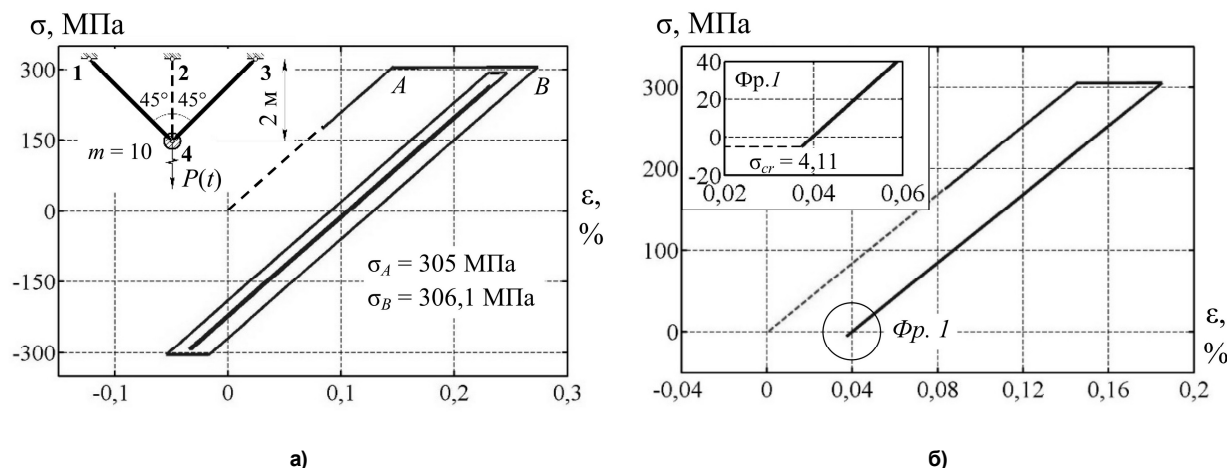 σ, МПа
300
150
0
-150
-300
-0,1
0
0,1
0,2
0,3
ε,
%
1
2
3
45°
45°
2 м
m = 10
4
P(t)
A
B
σA = 305 МПа
σB = 306,1 МПа
а)
σ, МПа
300
200
100
0
-0,04
0
0,04
0,08
0,12
0,16
0,2
ε,
%
40
20
0
-20
Фр.1
σcr = 4,11
0,02
0,04
0,06
Фр. 1
б)